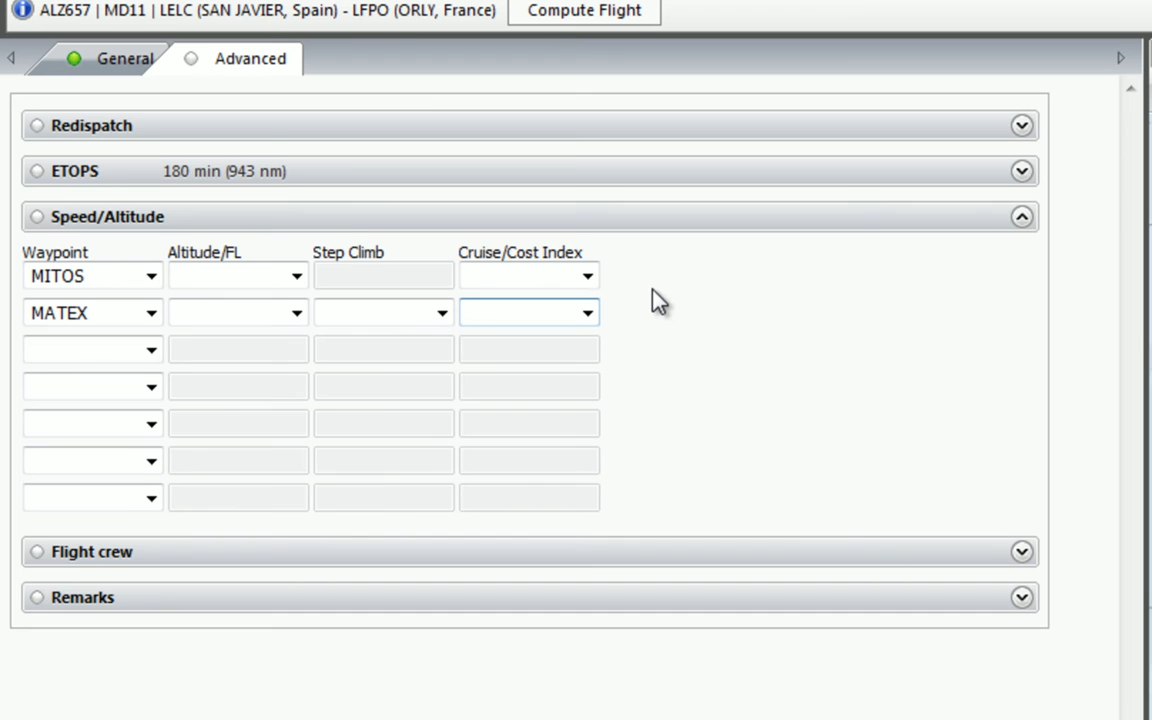 ALZ657 | MD11 | LELC (SAN JAVIER, Spain) - LFPO (ORLY, France) Compute Flight
General Advanced
Redispatch
ETOPS 180 min (943 nm)
Speed/Altitude
Waypoint Altitude/FL Step Climb Cruise/Cost Index
MITOS
MATEX
Flight crew
Remarks